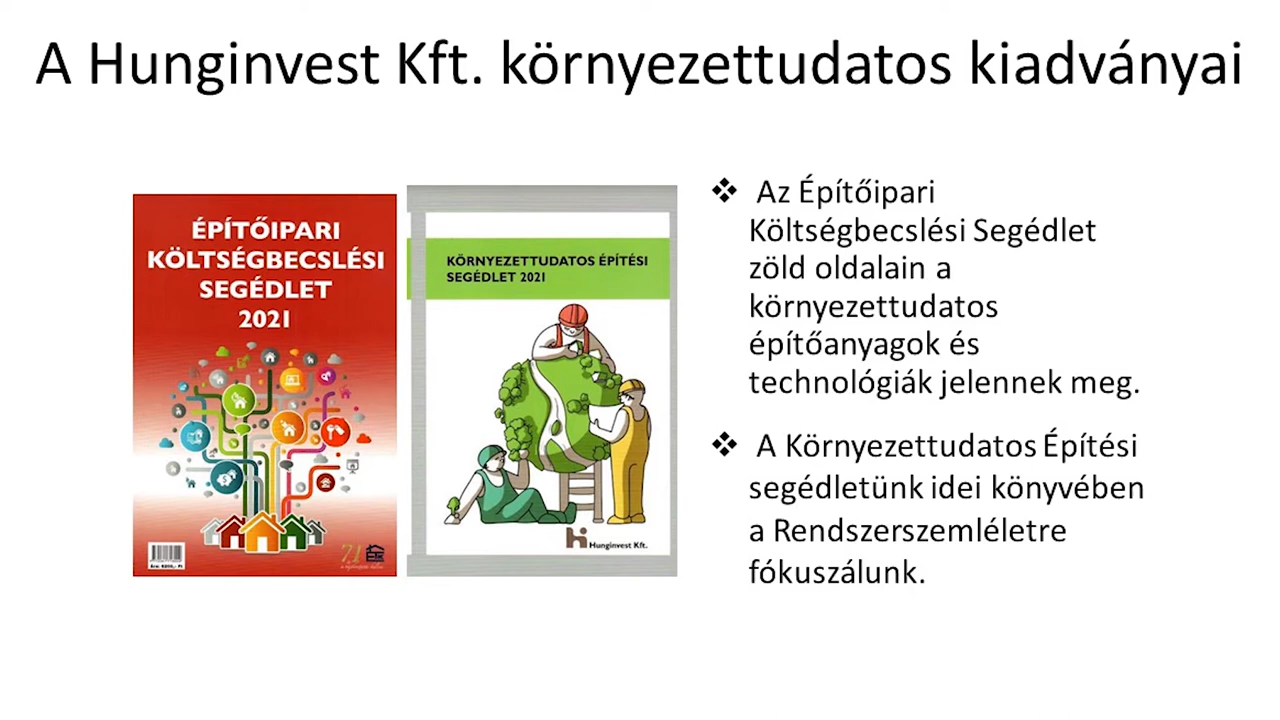 A Hunginvest Kft. környezettudatos kiadványai
ÉPÍTŐIPARI
KÖLTSÉGBECSLÉSI
SEGÉDLET
2021
KÖRNYEZETTUDATOS ÉPÍTÉSI
SEGÉDLET 2021
Hunginvest Kft.
❖ Az Építőipari
Költségbecslési Segédlet
zöld oldalain a
környezettudatos
építőanyagok és
technológiák jelennek meg.
❖ A Környezettudatos Építési
segédletünk idei könyvében
a Rendszerszemléletre
fókuszálunk.